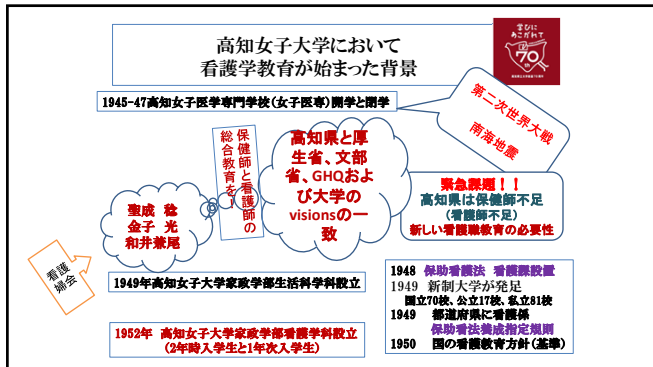 高知女子大学において
看護学教育が始まった背景
学びに
あこがれて
70
th
1945-47高知女子医学専門学校(女子医専)開学と閉学
第二次世界大戦
南海地震
保健師と看護師の
総合教育を!
高知県と厚
生省、文部
省、GHQおよ
び大学の
visionsの一
致
緊急課題!!
高知県は保健師不足
(看護師不足)
新しい看護職教育の必要性
聖成 稔
金子 光
和井兼尾
看護
婦会
1949年高知女子大学家政学部生活科学科設立
1952年 高知女子大学家政学部看護学科設立
(2年時入学生と1年次入学生)
1948 保助看護法 看護課設置
1949 新制大学が発足
国立70校、公立17校、私立81校
1949 都道府県に看護係
保助看法養成指定規則
1950 国の看護教育方針(基準)